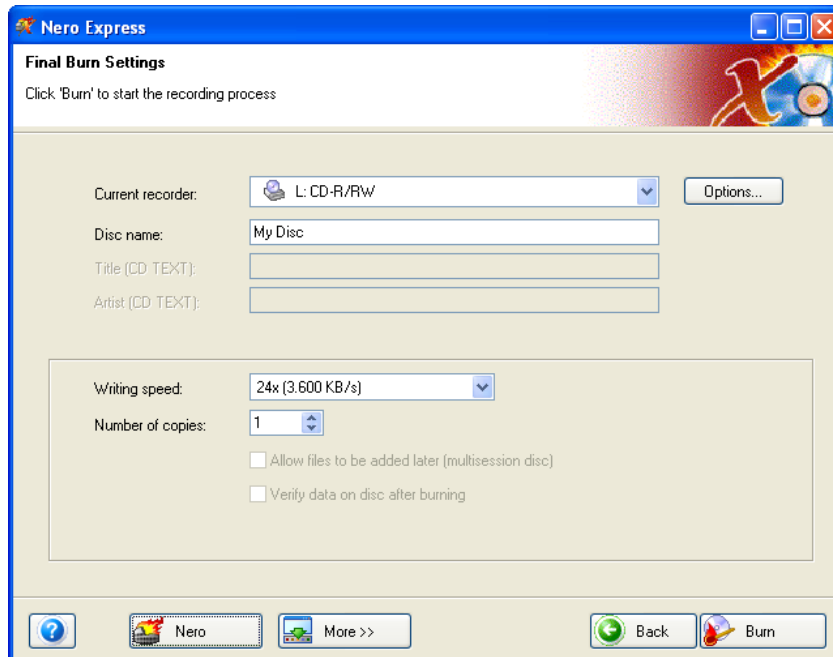 Nero Express
Final Burn Settings
Click 'Burn' to start the recording process
Current recorder: L: CD-R/RW Options...
Disc name: My Disc
Title (CD TEXT):
Artist (CD TEXT):
Writing speed: 24x (3.600 KB/s)
Number of copies: 1
Allow files to be added later (multisession disc)
Verify data on disc after burning
? Nero More >> Back Burn